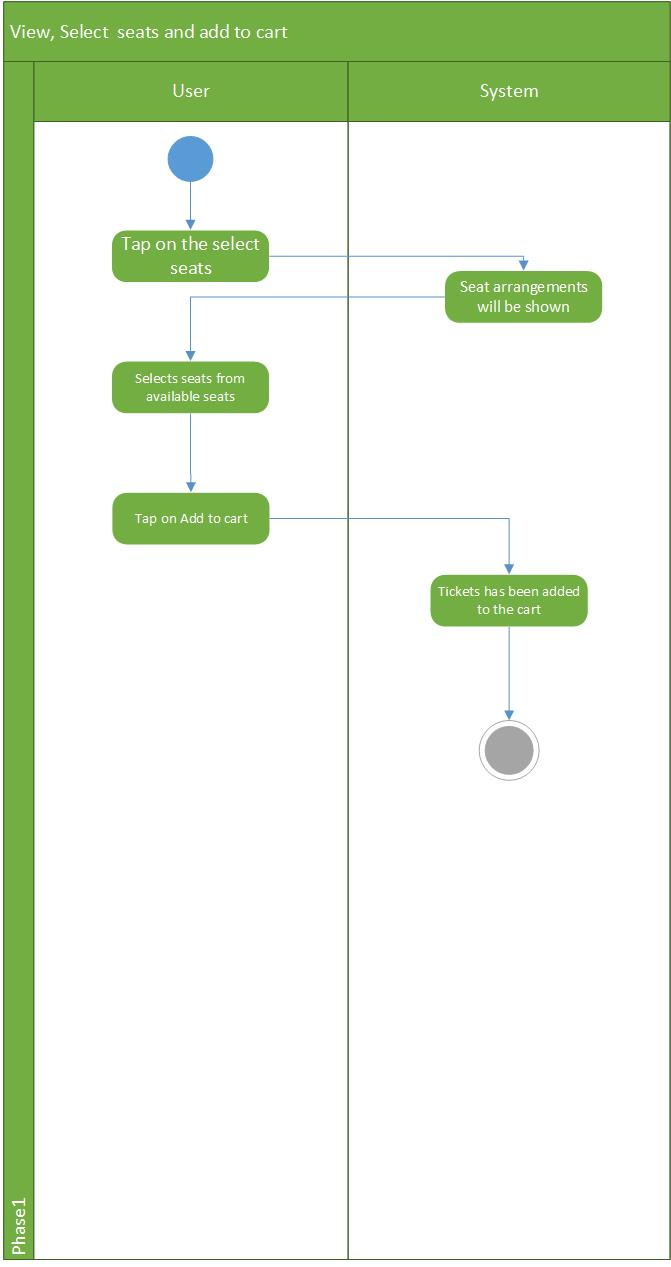 View, Select  seats and add to cart
User
System
Tap on the select
seats
Seat arrangements
will be shown
Selects seats from
available seats
Tap on Add to cart
Tickets has been added
to the cart
Phase1